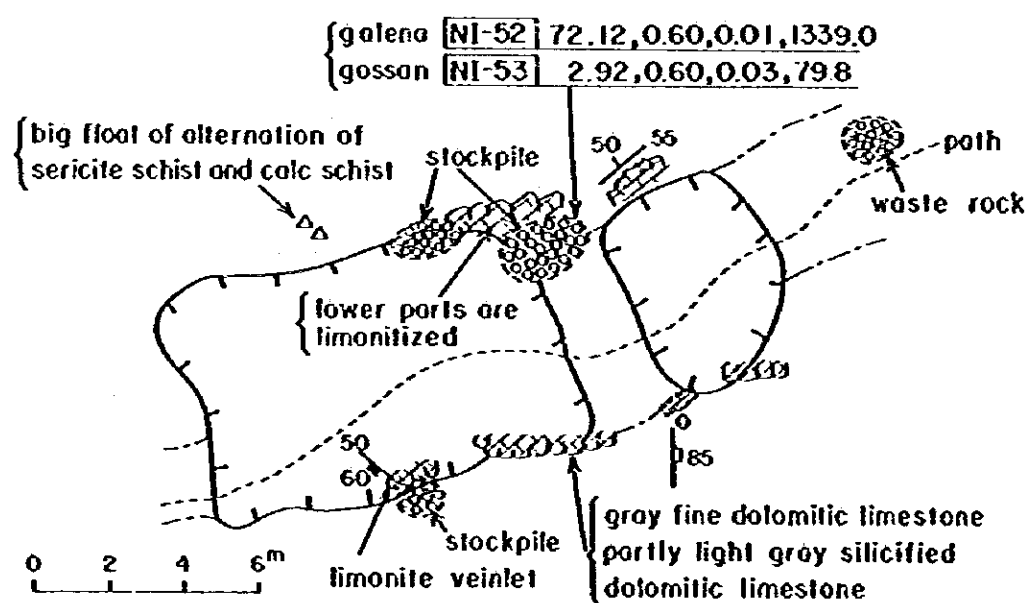 galena NI-52 72.12,0.60,0.01,1339.0
gossan NI-53 2.92,0.60,0.03,79.8
big float of alternation of
sericite schist and calc schist
stockpile
50 55
path
waste rock
lower parts are
limonitized
50
60
0
85
stockpile
limonite veinlet
gray fine dolomitic limestone
partly light gray silicified
dolomitic limestone
0 2 4 6m